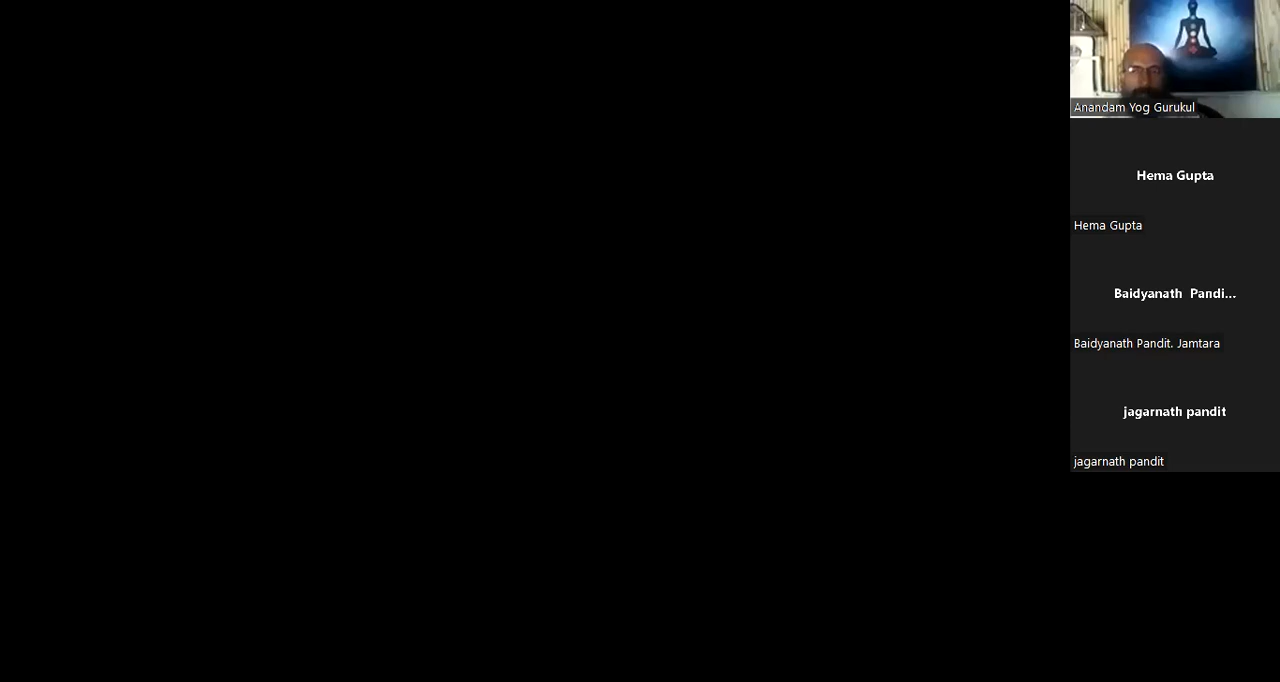 Anandam Yog Gurukul
Hema Gupta
Hema Gupta
Baidyanath Pandi...
Baidyanath Pandit. Jamtara
jagarnath pandit
jagarnath pandit